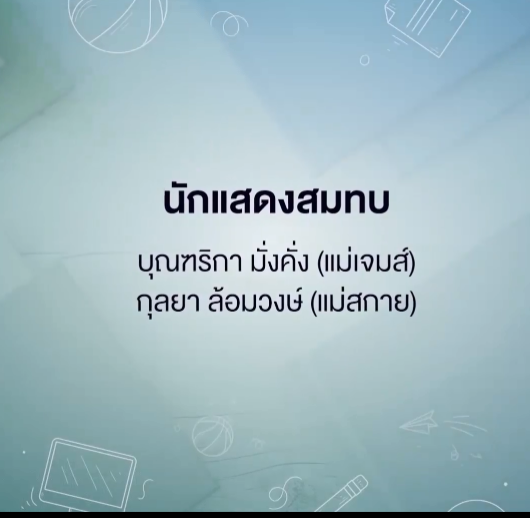 นักแสดงสมทบ
บุณฑริกา มั่งคั่ง (แม่เจมส์)
กุลยา ล้อมวงษ์ (แม่สกาย)